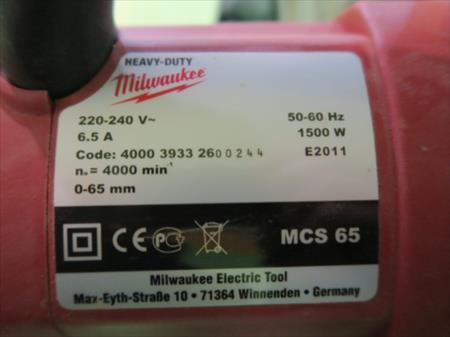 HEAVY-DUTY
Milwaukee
220-240 V~ 50-60 Hz
6.5 A 1500 W
Code: 4000 3933 2600244 E2011
n₀= 4000 min⁻¹
0-65 mm
CE PG MCS 65
Milwaukee Electric Tool
Max-Eyth-Straße 10 • 71364 Winnenden • Germany